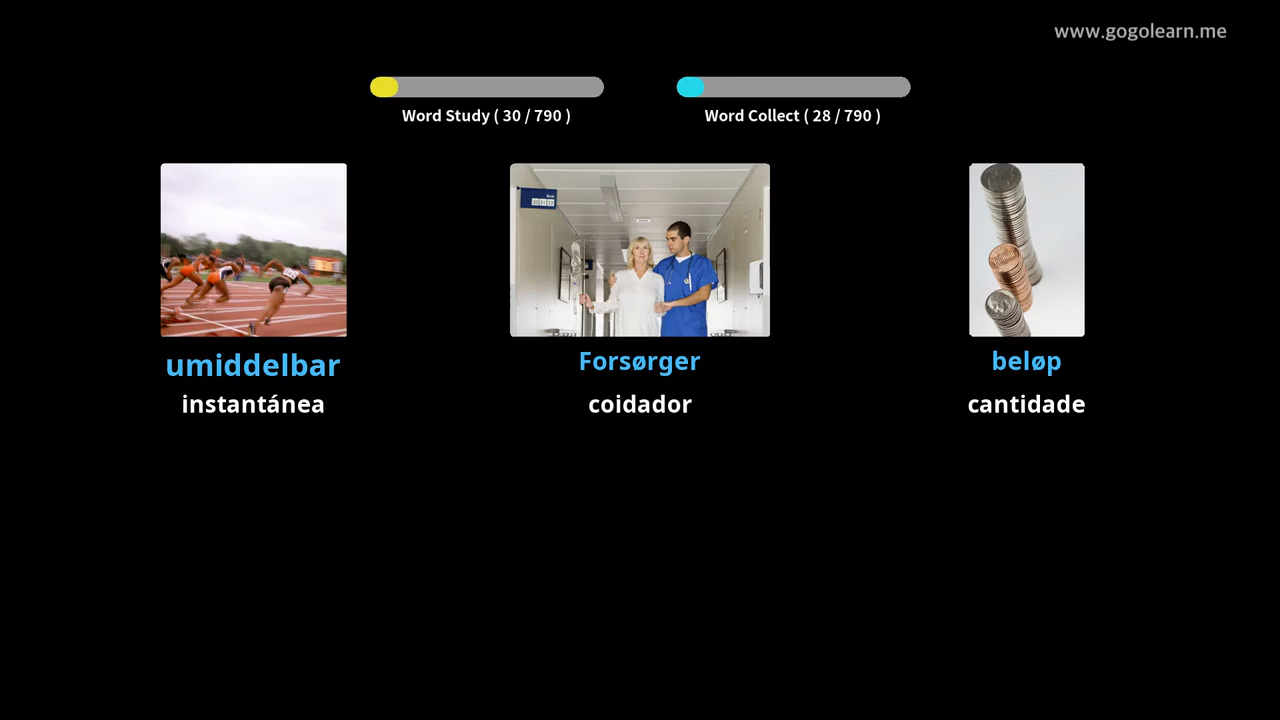 www.gogolearn.me
Word Study ( 30 / 790 )
Word Collect ( 28 / 790 )
umiddelbar
Forsørger
beløp
instantánea
coidador
cantidade